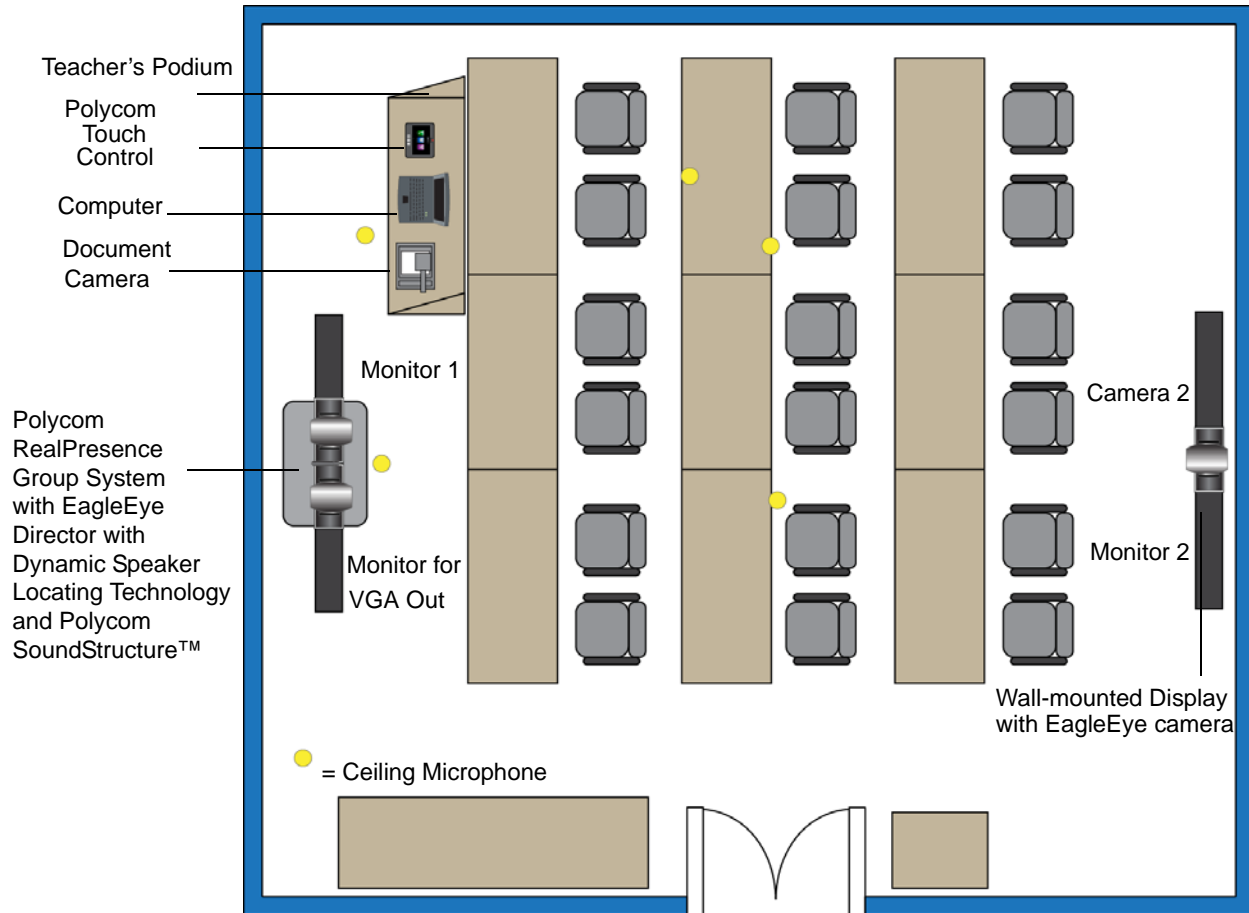 Teacher's Podium
Polycom
Touch
Control
Computer
Document
Camera
Monitor 1
Polycom
RealPresence
Group System
with EagleEye
Director with
Dynamic Speaker
Locating Technology
and Polycom
SoundStructure™
Monitor for
VGA Out
Camera 2
Monitor 2
Wall-mounted Display
with EagleEye camera
= Ceiling Microphone